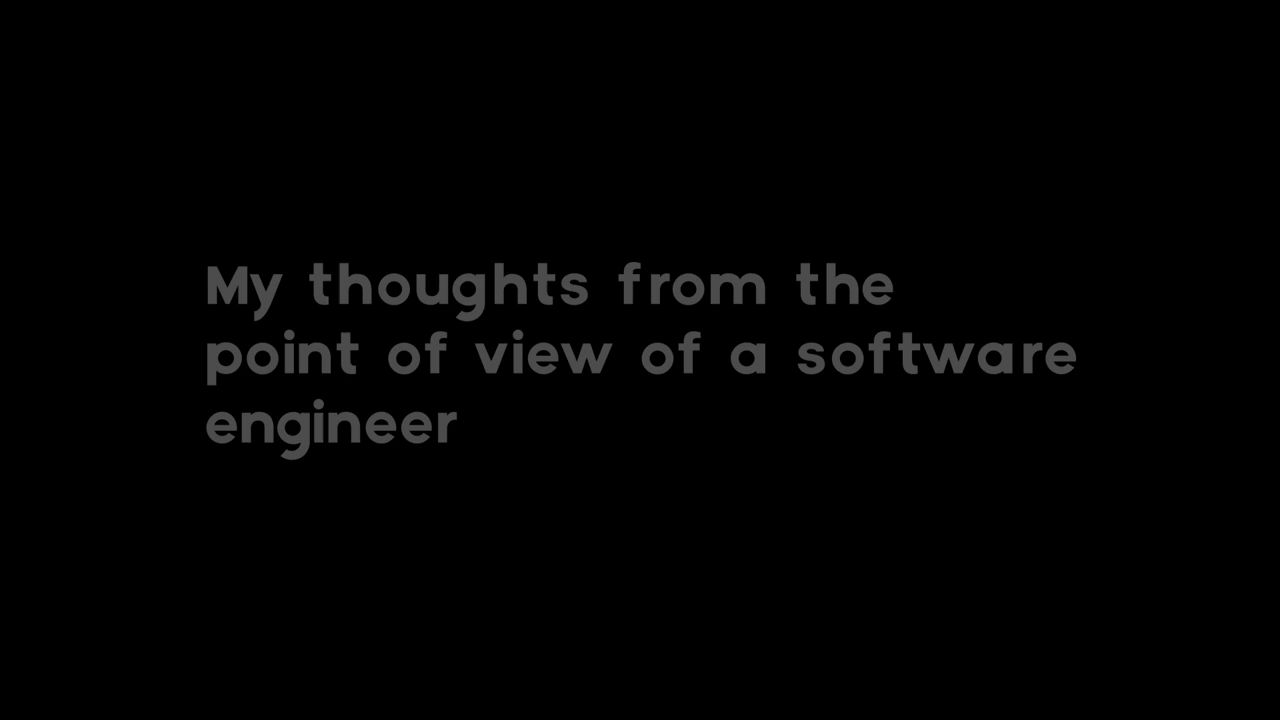 My thoughts from the
point of view of a software
engineer